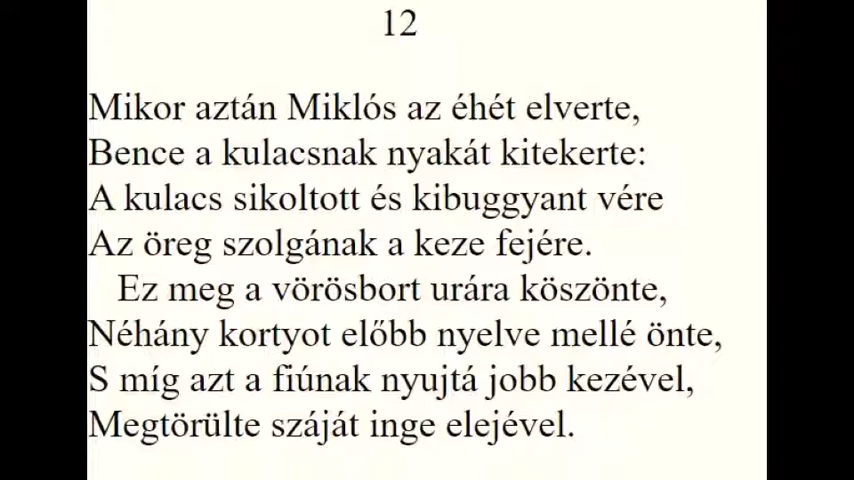 12
Mikor aztán Miklós az éhét elverte,
Bence a kulacsnak nyakát kitekerte:
A kulacs sikoltott és kibuggyant vére
Az öreg szolgának a keze fejére.
Ez meg a vörösbort urára köszönte,
Néhány kortyot előbb nyelve mellé önte,
S míg azt a fiúnak nyujtá jobb kezével,
Megtörülte száját inge elejével.